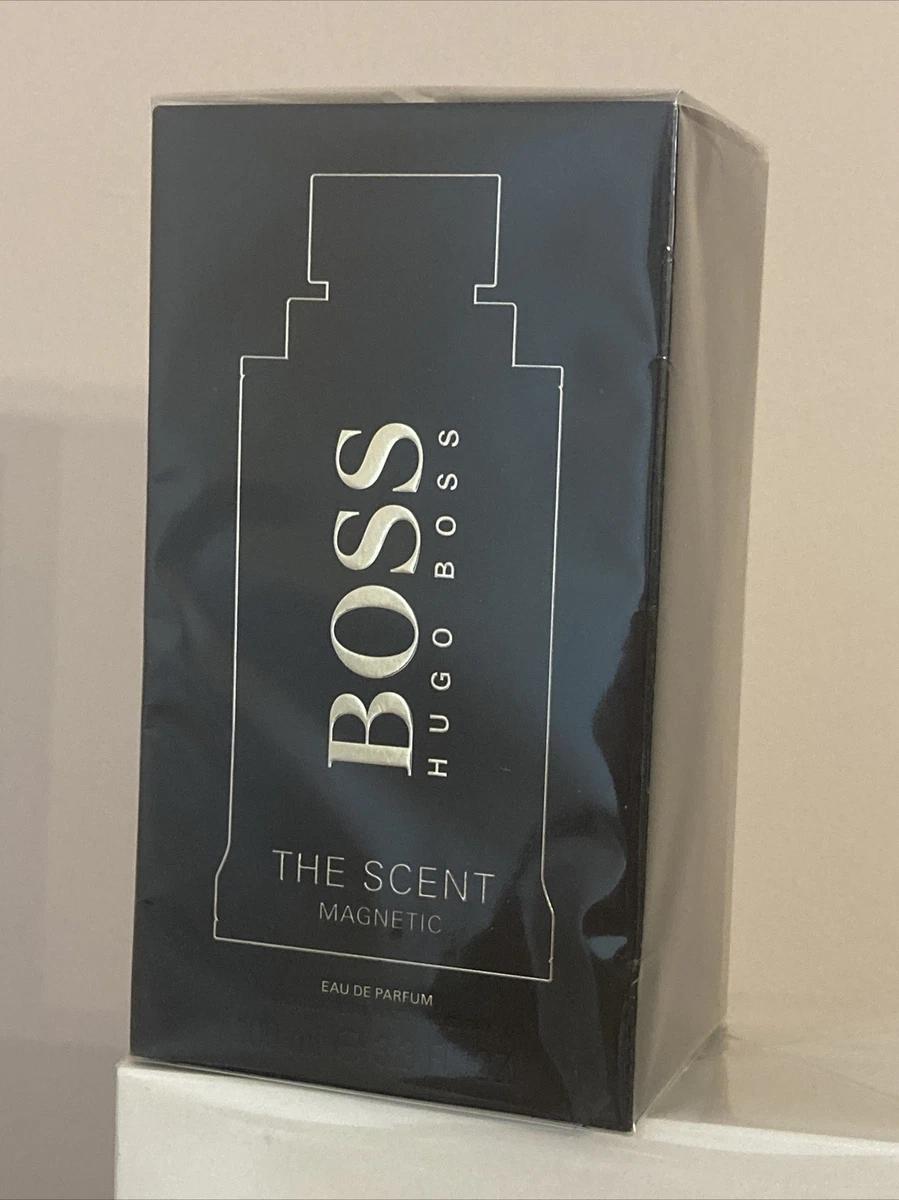 BOSS
HUGO BOSS
THE SCENT
MAGNETIC
EAU DE PARFUM